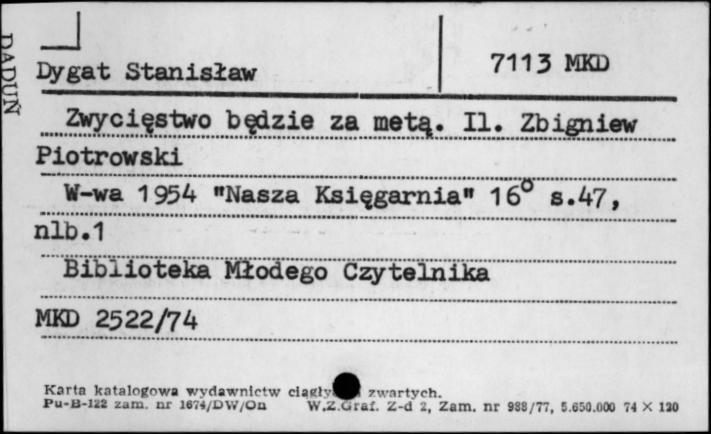 DADUŃ
Dygat Stanisław
7113 MKD
Zwycięstwo będzie za metą. Il. Zbigniew
Piotrowski
W-wa 1954 "Nasza Księgarnia" 16° s.47,
nlb.1
Biblioteka Młodego Czytelnika
MKD 2522/74
Karta katalogowa wydawnictw zwartych.
Pu-B-122 zam. nr 1674/DW/On W.Z.Graf. Z-d 2, Zam. nr 988/77, 5.650.000 74 X 120